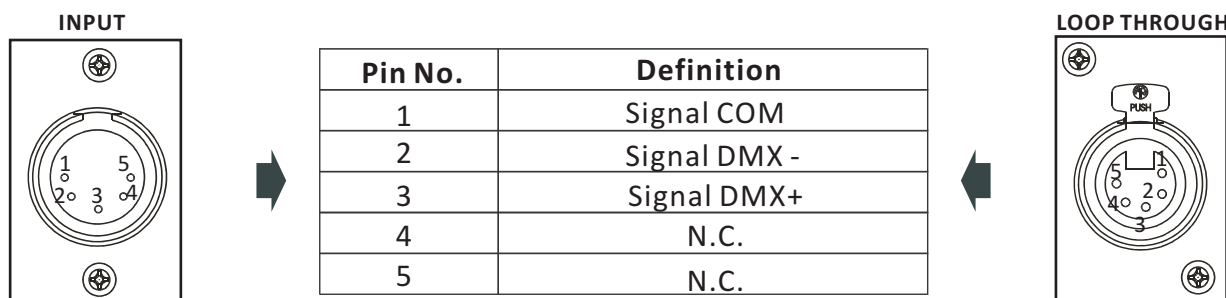 INPUT
1 5
2 3 4
Pin No. Definition
1 Signal COM
2 Signal DMX -
3 Signal DMX+
4 N.C.
5 N.C.
LOOP THROUGH
PUSH
5 1
4 2
3